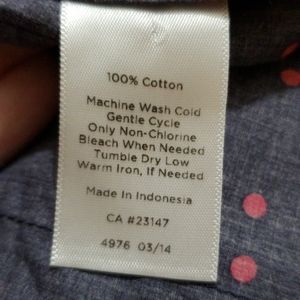 100% Cotton
Machine Wash Cold
Gentle Cycle
Only Non-Chlorine
Bleach When Needed
Tumble Dry Low
Warm Iron, If Needed
Made In Indonesia
CA #23147
4976 03/14